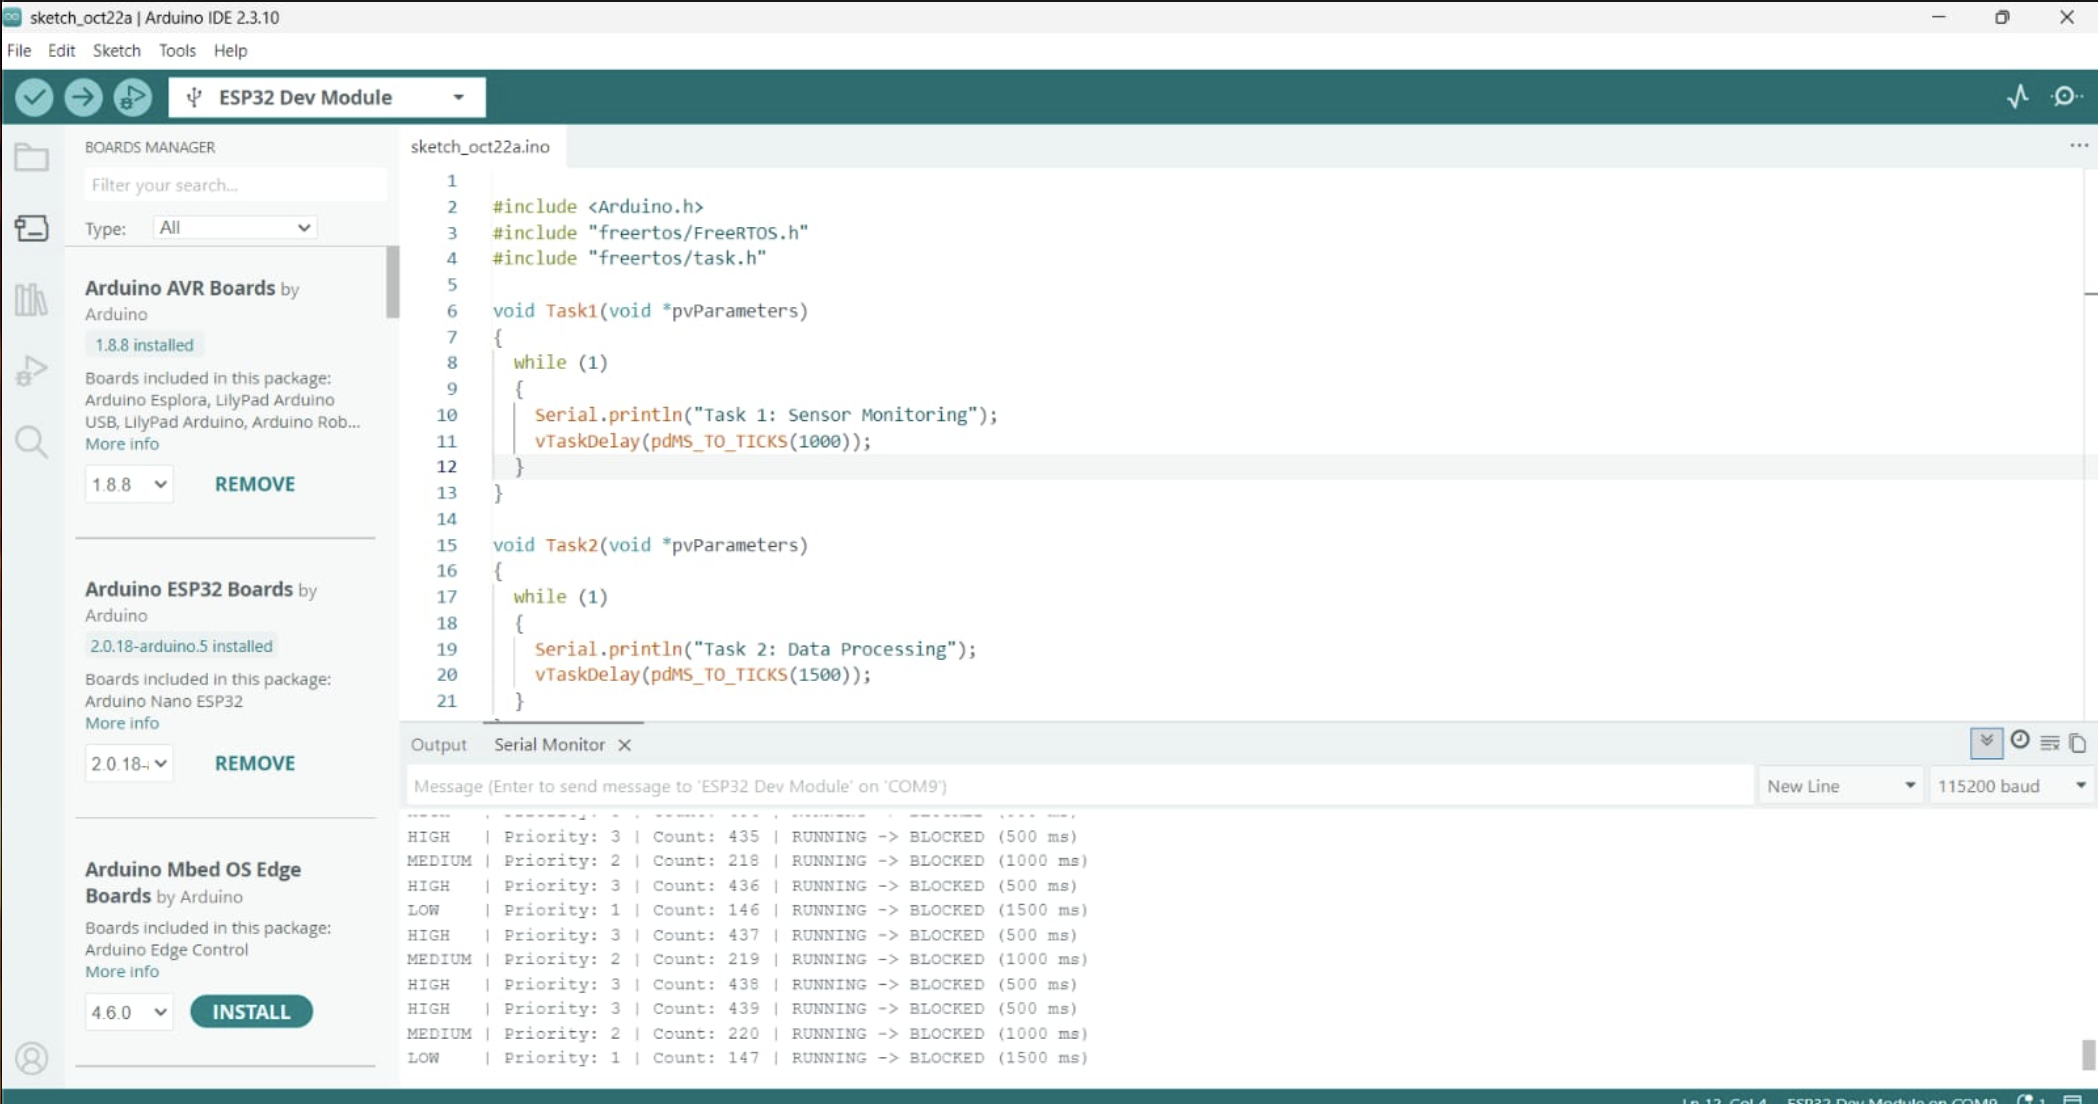 sketch_oct22a | Arduino IDE 2.3.10
File Edit Sketch Tools Help
ESP32 Dev Module
BOARDS MANAGER
Filter your search...
Type: All
Arduino AVR Boards by
Arduino
1.8.8 installed
Boards included in this package:
Arduino Esplora, LilyPad Arduino
USB, LilyPad Arduino, Arduino Rob...
More info
1.8.8 REMOVE
Arduino ESP32 Boards by
Arduino
2.0.18-arduino.5 installed
Boards included in this package:
Arduino Nano ESP32
More info
2.0.18- REMOVE
Arduino Mbed OS Edge
Boards by Arduino
Boards included in this package:
Arduino Edge Control
More info
4.6.0 INSTALL
sketch_oct22a.ino
1
2 #include <Arduino.h>
3 #include "freertos/FreeRTOS.h"
4 #include "freertos/task.h"
5
6 void Task1(void *pvParameters)
7 {
8 while (1)
9 {
10 Serial.println("Task 1: Sensor Monitoring");
11 vTaskDelay(pdMS_TO_TICKS(1000));
12 }
13 }
14
15 void Task2(void *pvParameters)
16 {
17 while (1)
18 {
19 Serial.println("Task 2: Data Processing");
20 vTaskDelay(pdMS_TO_TICKS(1500));
21 }
Output Serial Monitor
Message (Enter to send message to 'ESP32 Dev Module' on 'COM9') New Line 115200 baud
HIGH | Priority: 3 | Count: 435 | RUNNING -> BLOCKED (500 ms)
MEDIUM | Priority: 2 | Count: 218 | RUNNING -> BLOCKED (1000 ms)
HIGH | Priority: 3 | Count: 436 | RUNNING -> BLOCKED (500 ms)
LOW | Priority: 1 | Count: 146 | RUNNING -> BLOCKED (1500 ms)
HIGH | Priority: 3 | Count: 437 | RUNNING -> BLOCKED (500 ms)
MEDIUM | Priority: 2 | Count: 219 | RUNNING -> BLOCKED (1000 ms)
HIGH | Priority: 3 | Count: 438 | RUNNING -> BLOCKED (500 ms)
HIGH | Priority: 3 | Count: 439 | RUNNING -> BLOCKED (500 ms)
MEDIUM | Priority: 2 | Count: 220 | RUNNING -> BLOCKED (1000 ms)
LOW | Priority: 1 | Count: 147 | RUNNING -> BLOCKED (1500 ms)
Ln 12, Col 4 ESP32 Dev Module on COM9 1